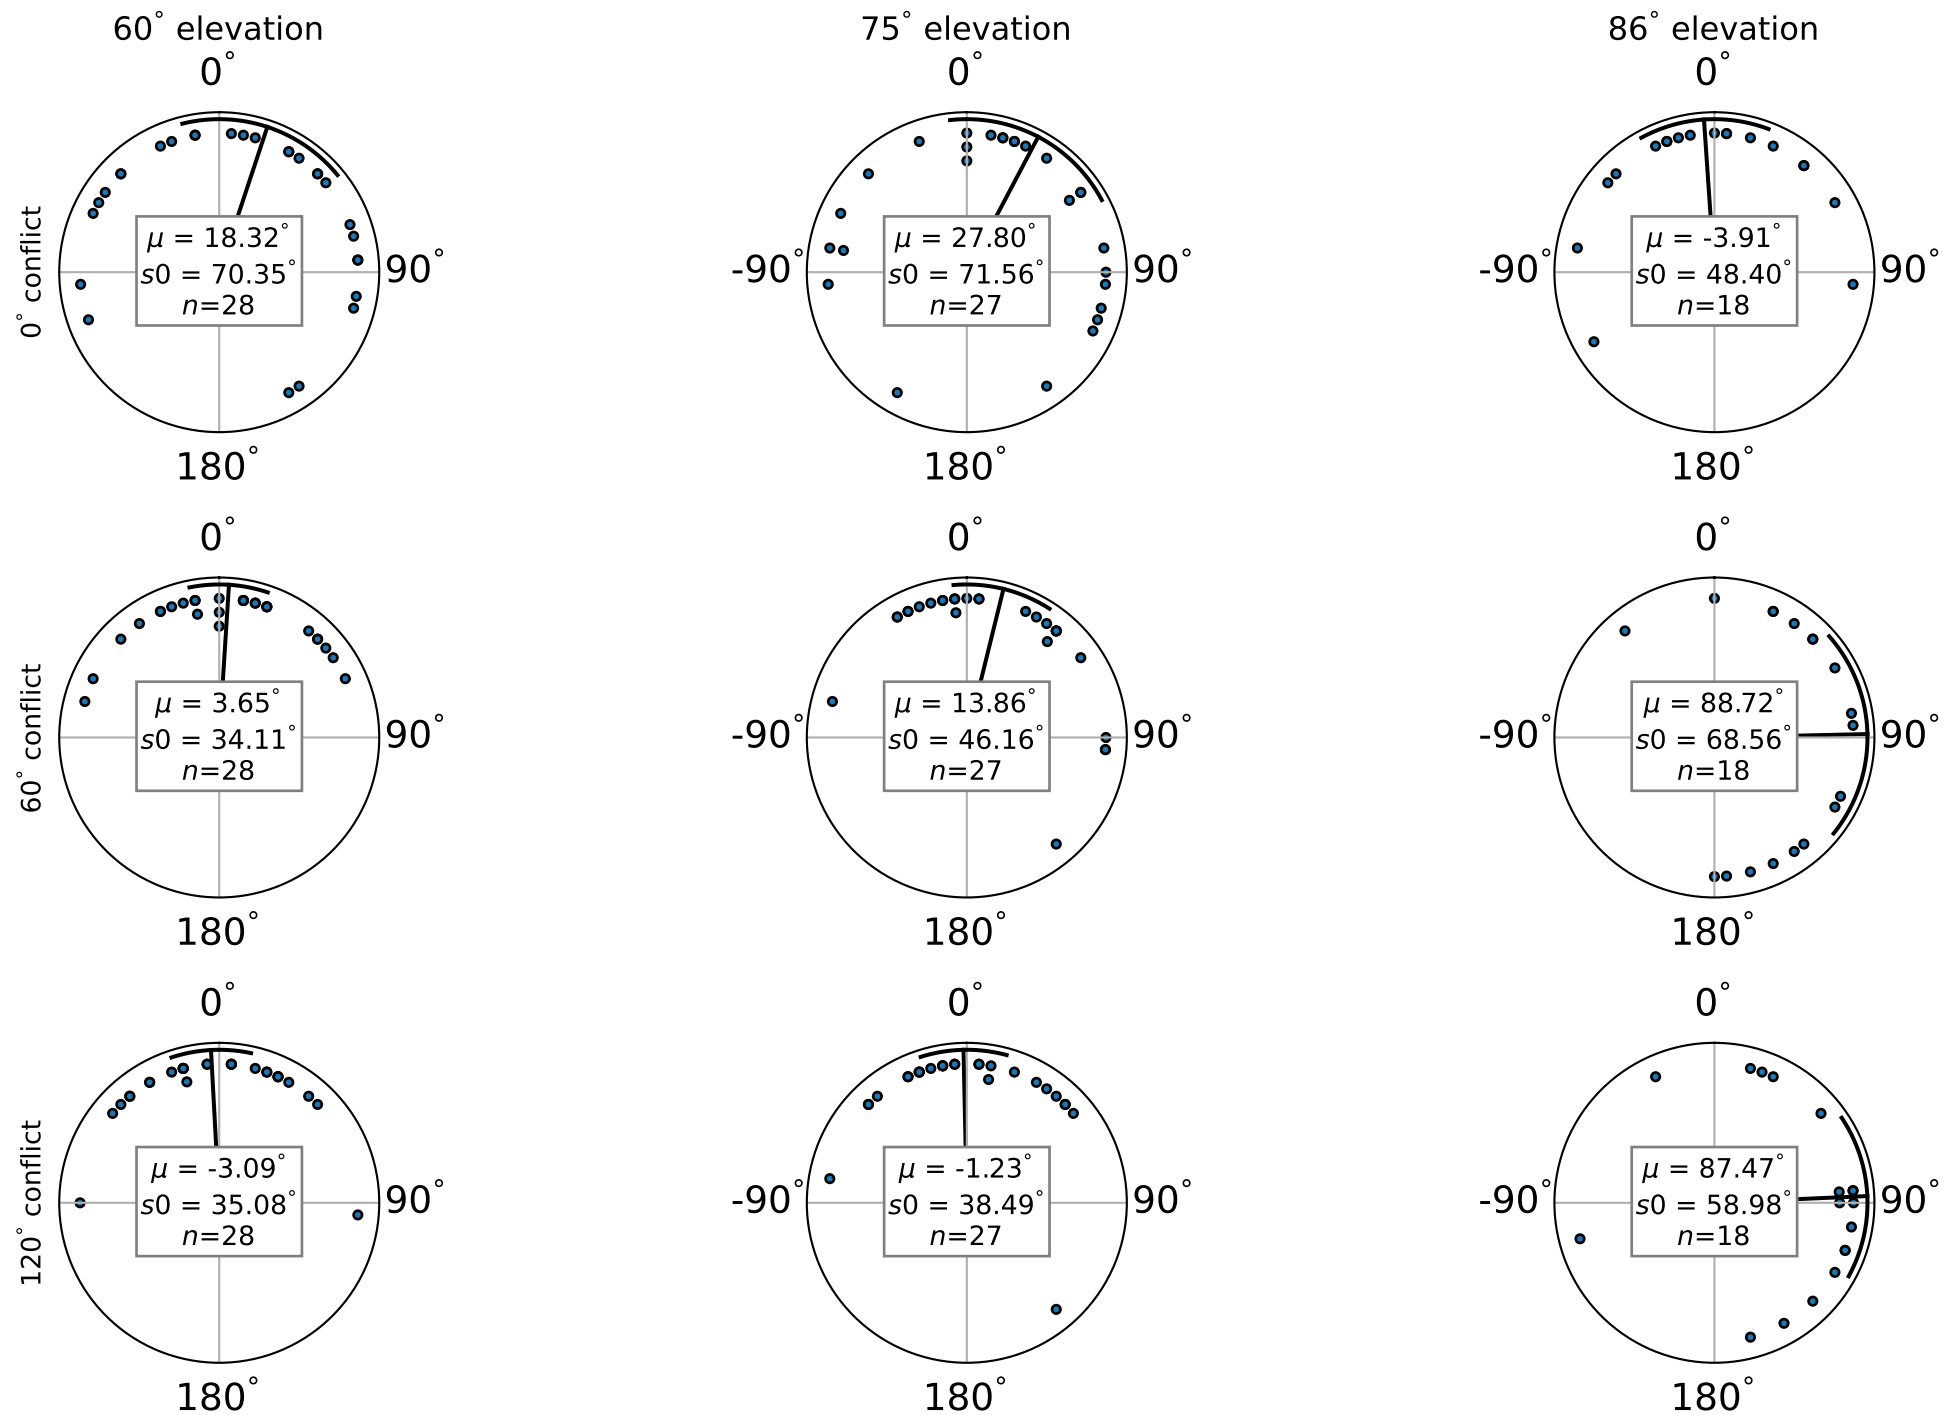 60° elevation
75° elevation
86° elevation
0°
0°
0°
0° conflict
μ = 18.32°
s0 = 70.35°
n=28
90°
-90°
μ = 27.80°
s0 = 71.56°
n=27
90°
-90°
μ = -3.91°
s0 = 48.40°
n=18
90°
180°
180°
180°
0°
0°
0°
60° conflict
μ = 3.65°
s0 = 34.11°
n=28
90°
-90°
μ = 13.86°
s0 = 46.16°
n=27
90°
-90°
μ = 88.72°
s0 = 68.56°
n=18
90°
180°
180°
180°
0°
0°
0°
120° conflict
μ = -3.09°
s0 = 35.08°
n=28
90°
-90°
μ = -1.23°
s0 = 38.49°
n=27
90°
-90°
μ = 87.47°
s0 = 58.98°
n=18
90°
180°
180°
180°